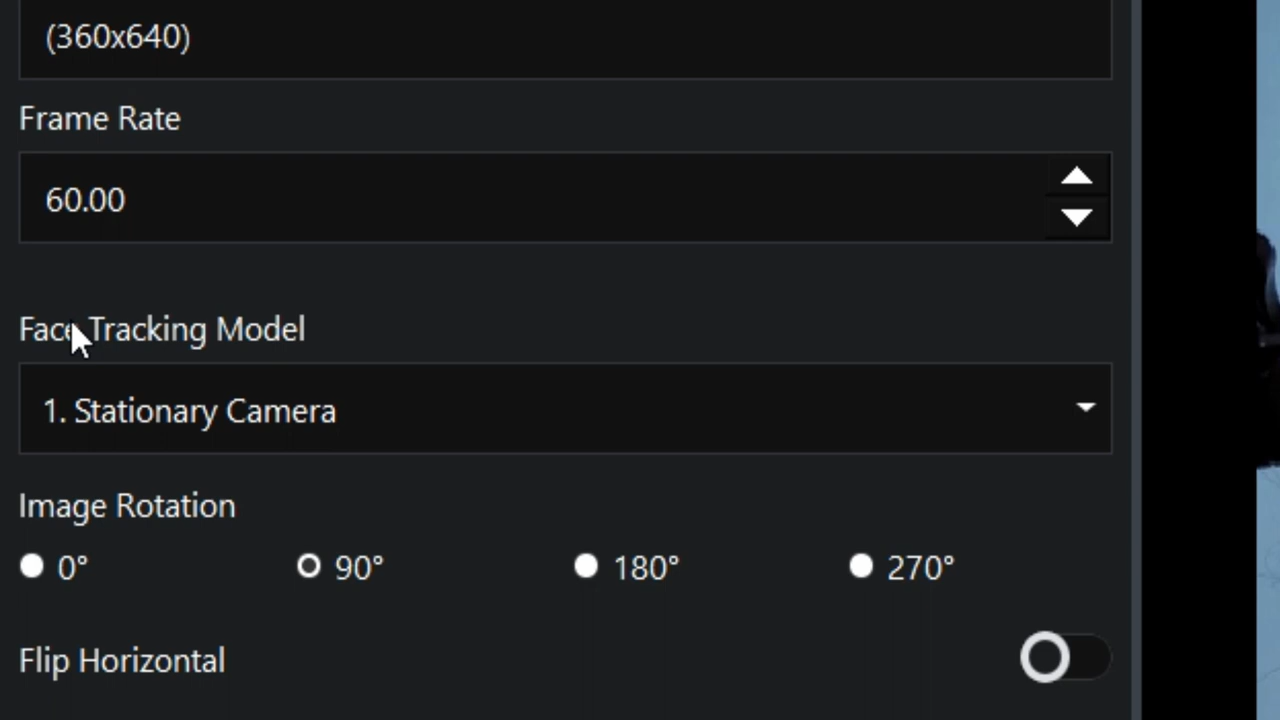 (360x640)
Frame Rate
60.00
Face Tracking Model
1. Stationary Camera
Image Rotation
0° 90° 180° 270°
Flip Horizontal